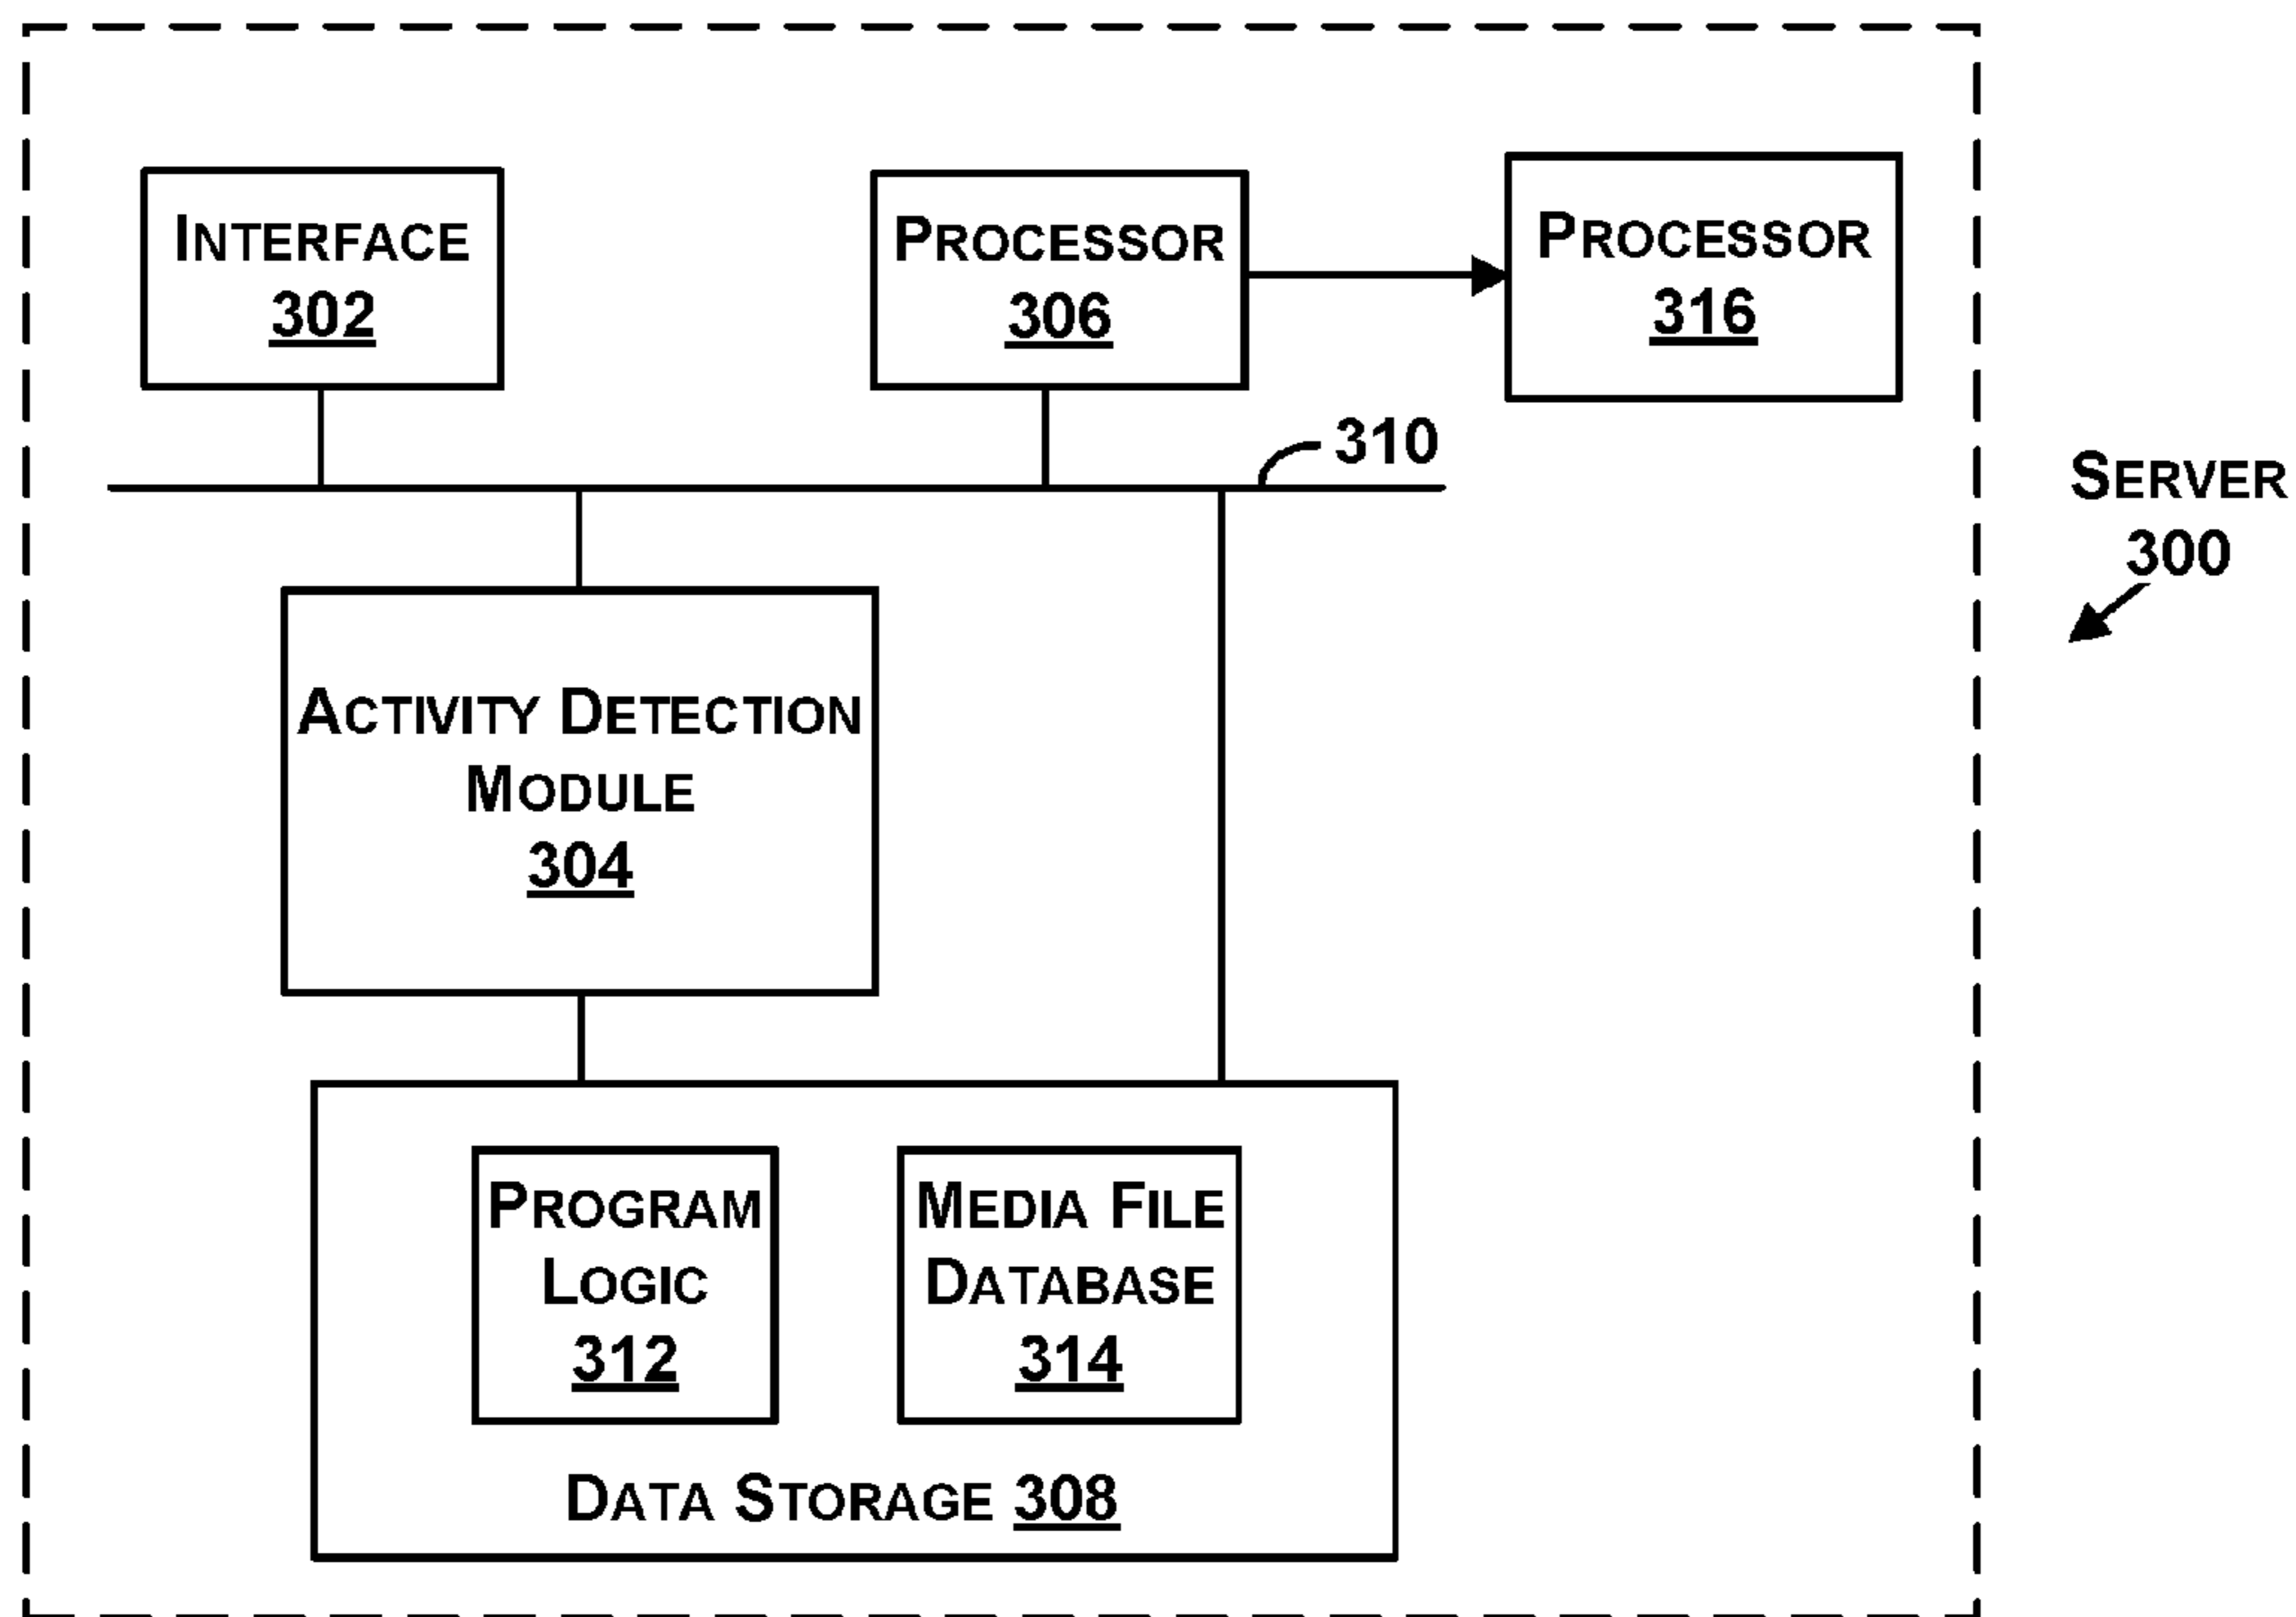 INTERFACE
302
PROCESSOR
306
PROCESSOR
316
310
SERVER
300
ACTIVITY DETECTION
MODULE
304
PROGRAM
LOGIC
312
MEDIA FILE
DATABASE
314
DATA STORAGE 308